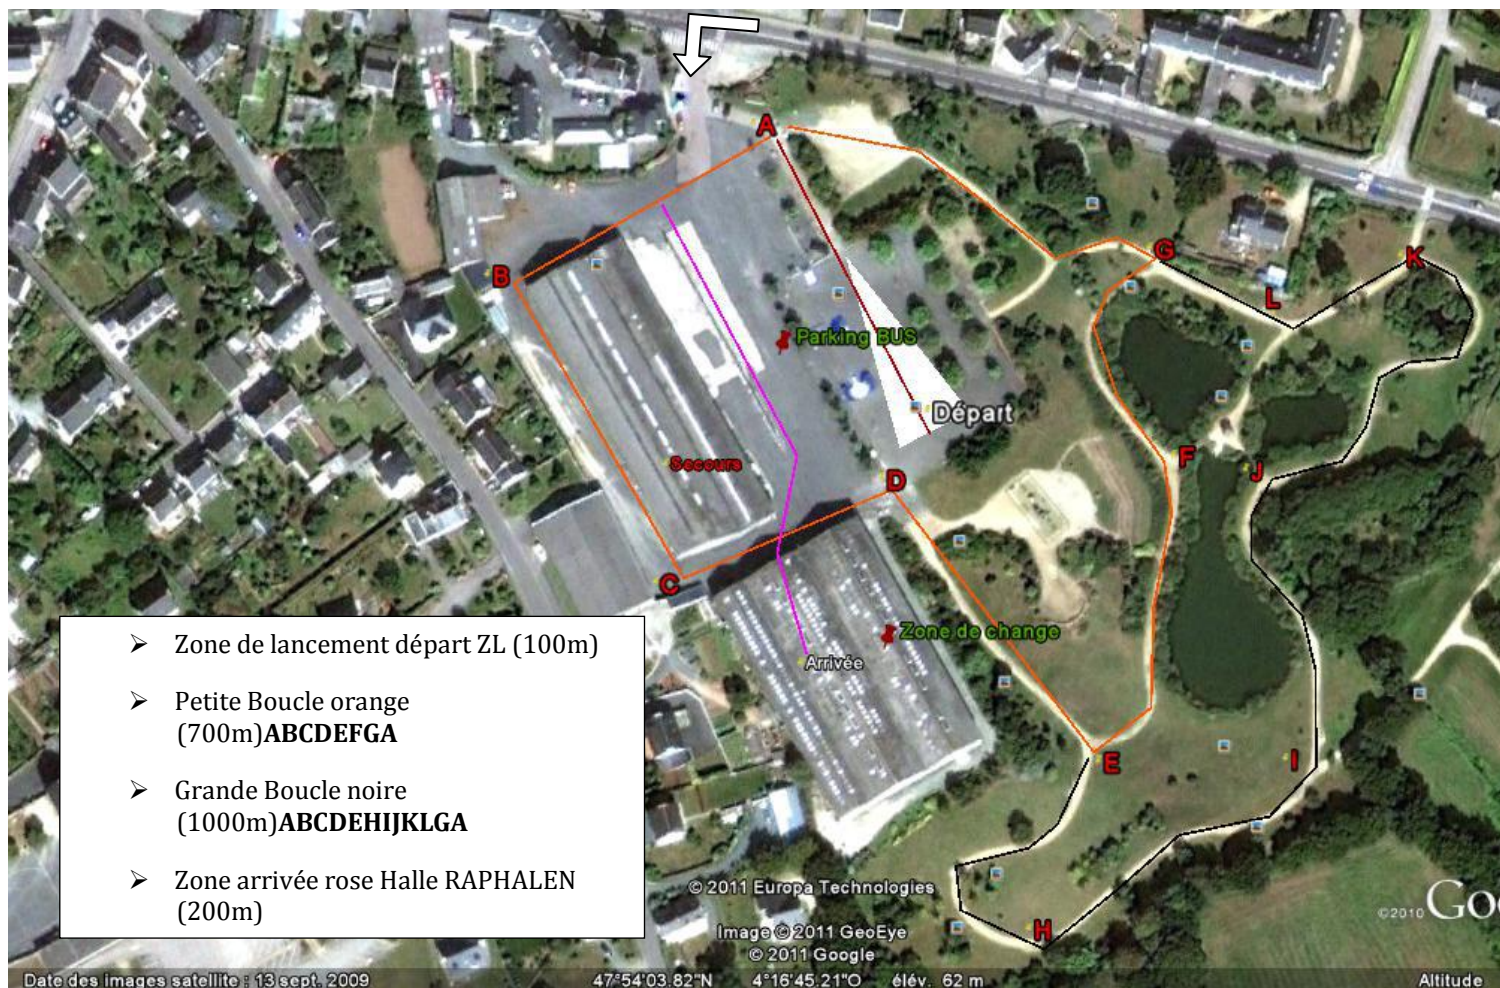 A
G
K
B
L
Parking BUS
Départ
F
J
Secours
D
C
Zone de change
Arrivée
E
I
H
➢ Zone de lancement départ ZL (100m)
➢ Petite Boucle orange
(700m)ABCDEFGA
➢ Grande Boucle noire
(1000m)ABCDEHIJKLGA
➢ Zone arrivée rose Halle RAPHALEN
(200m)
© 2011 Europa Technologies
Image © 2011 GeoEye
© 2011 Google
©2010 Goo
Date des images satellite : 13 sept. 2009 47°54'03.82"N 4°16'45.21"O élév. 62 m Altitude